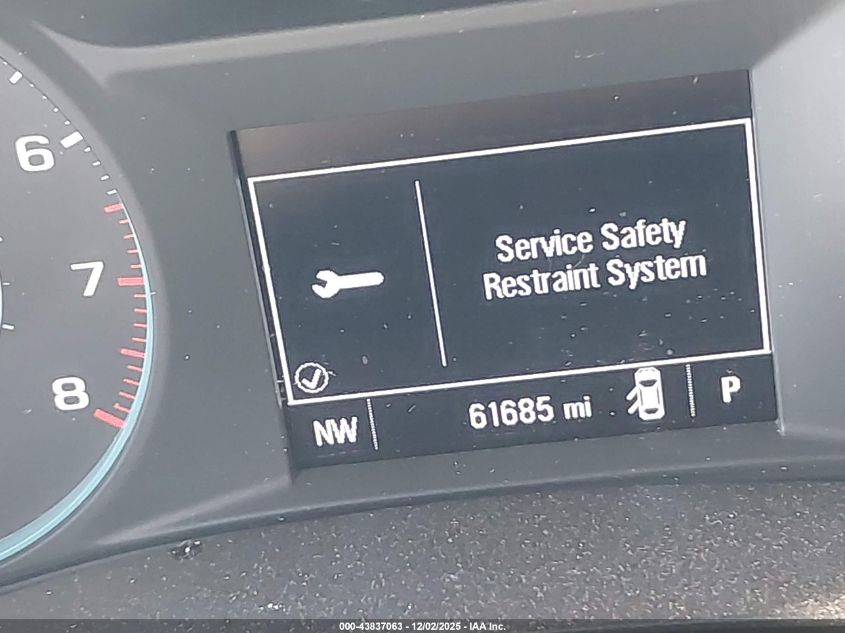 6
7
8
Service Safety
Restraint System
NW
61685 mi
P
000-43837063 - 12/02/2025 - IAA Inc.